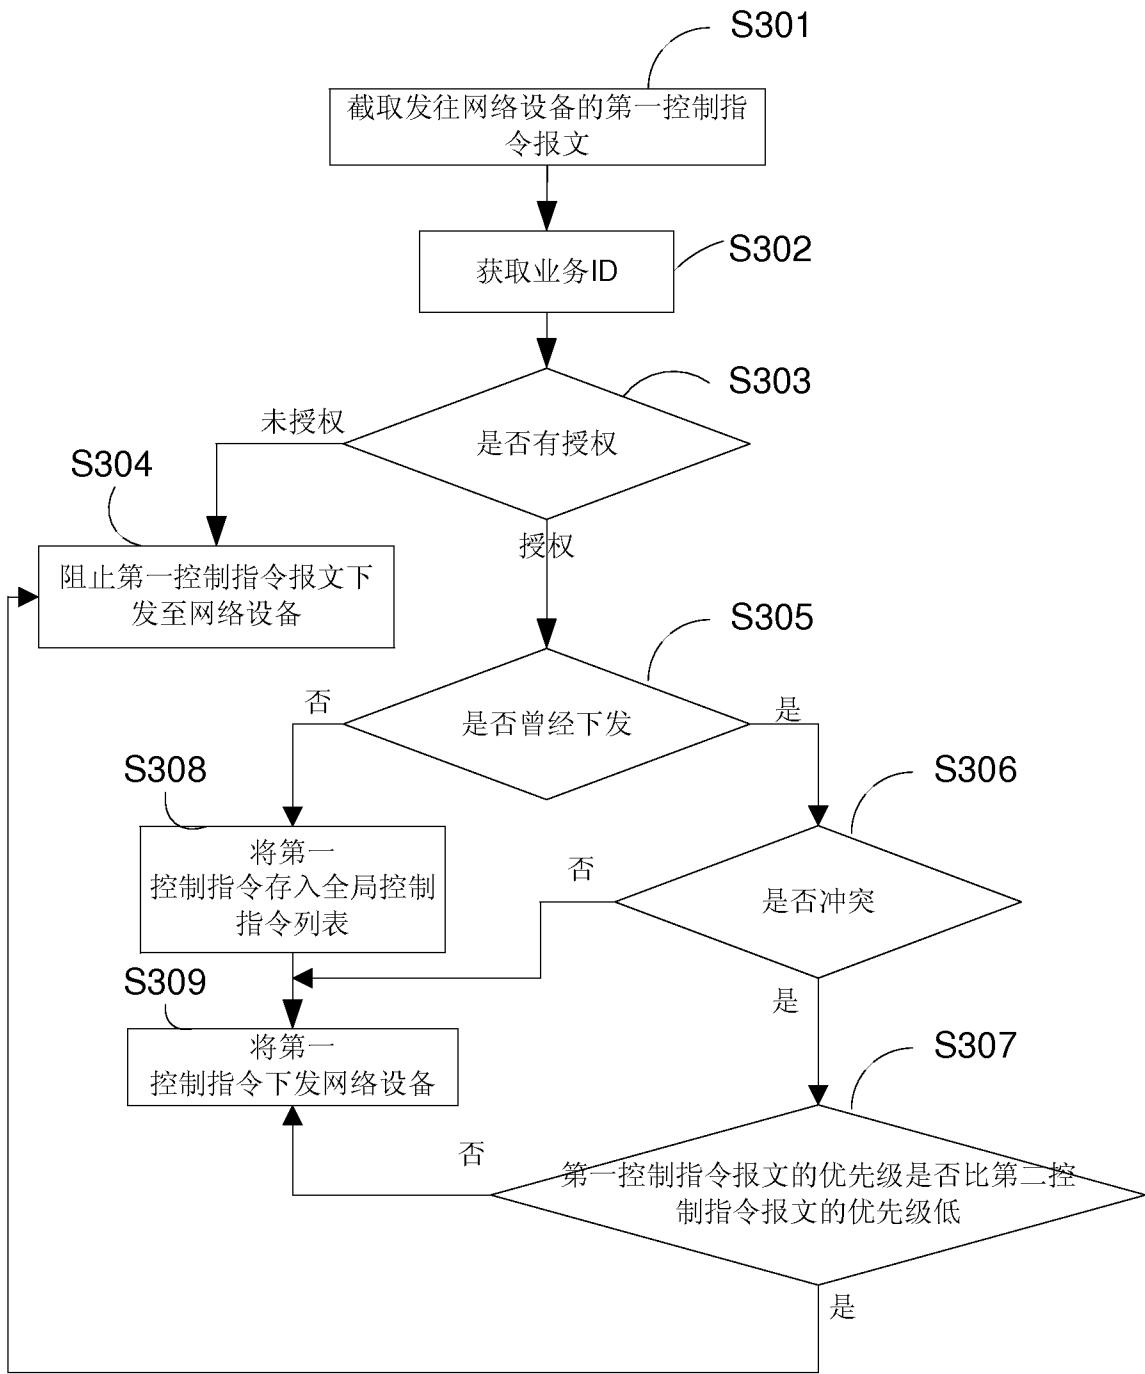 S301
截取发往网络设备的第一控制指
令报文
S302
获取业务ID
S303
未授权
是否有授权
S304
授权
阻止第一控制指令报文下
发至网络设备
S305
否
是否曾经下发
是
S308
S306
将第一
控制指令存入全局控制
指令列表
否
是否冲突
S309
是
将第一
控制指令下发网络设备
S307
否
第一控制指令报文的优先级是否比第二控
制指令报文的优先级低
是